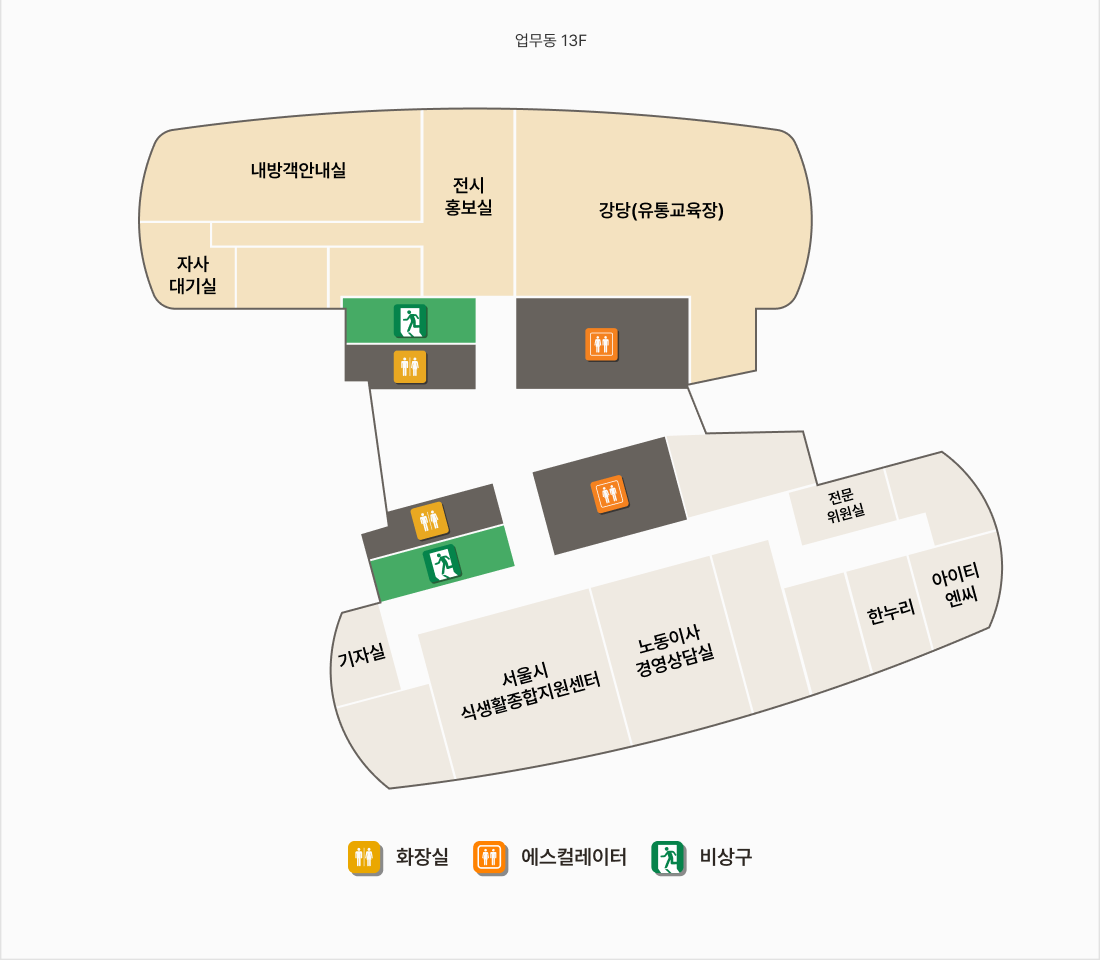 업무동 13F
내방객안내실
전시
홍보실
강당(유통교육장)
자사
대기실
전문
위원실
아이티
엔씨
한누리
노동이사
경영상담실
기자실
서울시
식생활종합지원센터
화장실
에스컬레이터
비상구